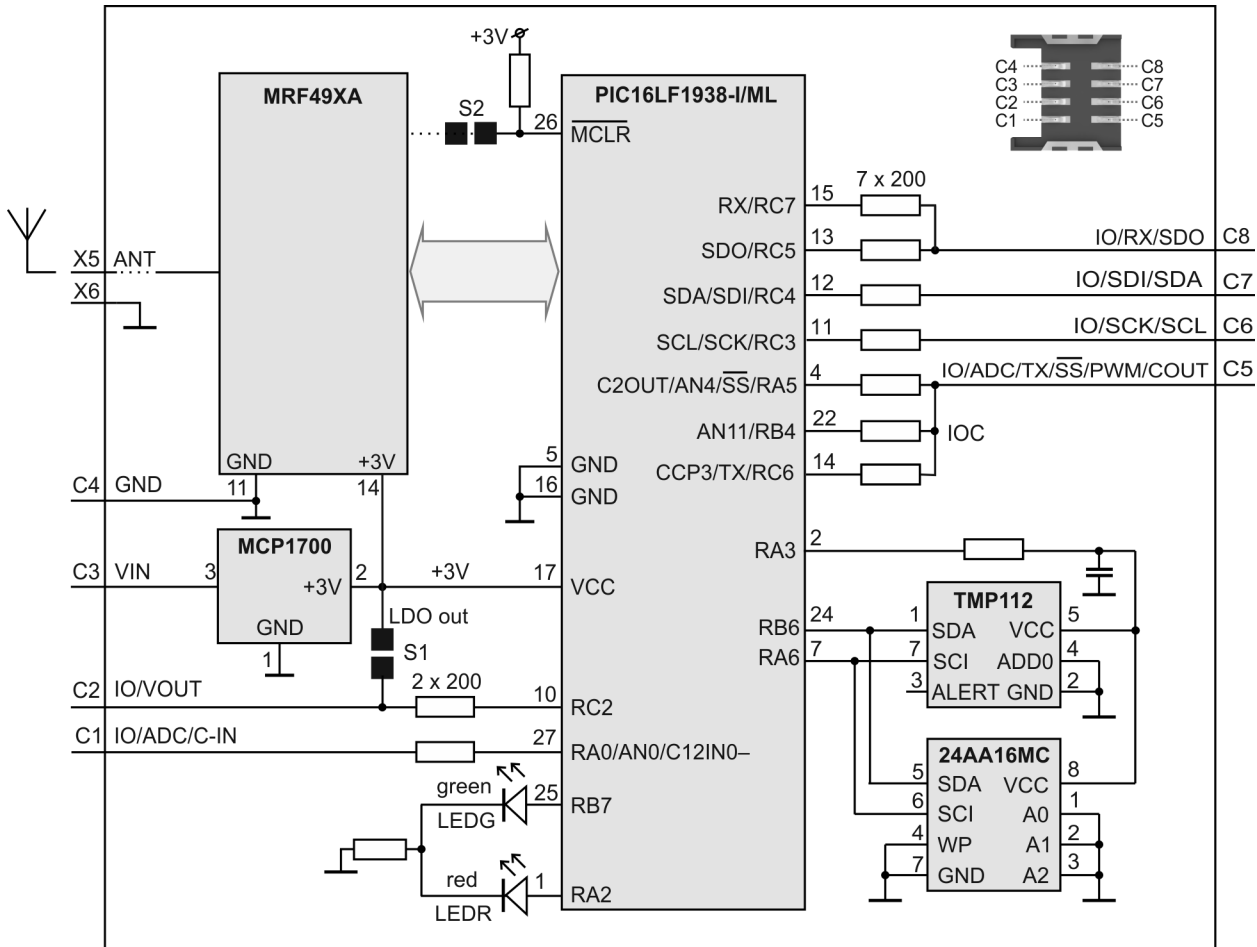 +3V
MRF49XA
S2
26
PIC16LF1938-I/ML
MCLR
C4
C3
C2
C1
C8
C7
C6
C5
7 x 200
RX/RC7
15
SDO/RC5
13
IO/RX/SDO
C8
SDA/SDI/RC4
12
IO/SDI/SDA
C7
SCL/SCK/RC3
11
IO/SCK/SCL
C6
C2OUT/AN4/SS/RA5
4
IO/ADC/TX/SS/PWM/COUT
C5
AN11/RB4
22
IOC
CCP3/TX/RC6
14
X5
ANT
X6
GND
+3V
11
14
C4
GND
5
GND
16
GND
MCP1700
C3
VIN
3
+3V
2
+3V
17
VCC
GND
1
LDO out
S1
C2
IO/VOUT
2 x 200
10
RC2
C1
IO/ADC/C-IN
27
RA0/AN0/C12IN0–
green
LEDG
25
RB7
red
LEDR
1
RA2
RA3
2
RB6
24
RA6
7
TMP112
1
SDA
VCC
5
7
SCI
ADD0
4
3
ALERT
GND
2
24AA16MC
5
SDA
VCC
8
6
SCI
A0
1
4
WP
A1
2
7
GND
A2
3